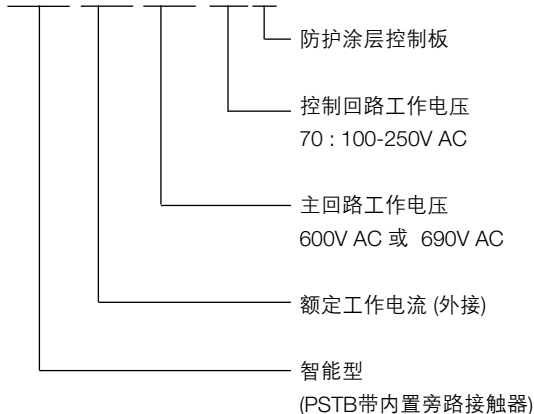 防护涂层控制板
控制回路工作电压
70 : 100-250V AC
主回路工作电压
600V AC 或 690V AC
额定工作电流 (外接)
智能型
(PSTB带内置旁路接触器)